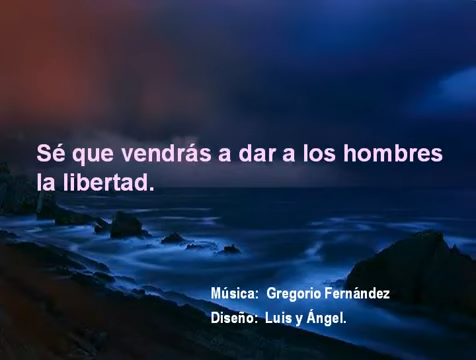 Sé que vendrás a dar a los hombres
la libertad.
Música: Gregorio Fernández
Diseño: Luis y Ángel.